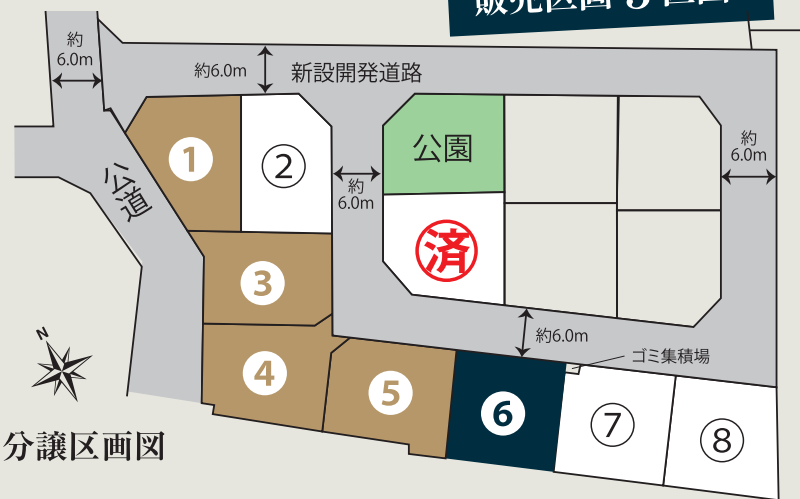 販売区画
約
6.0m
約6.0m
新設開発道路
公園
約
6.0m
①
②
約
6.0m
公道
済
③
N
約6.0m
ゴミ集積場
④
⑤
⑥
⑦
⑧
分譲区画図